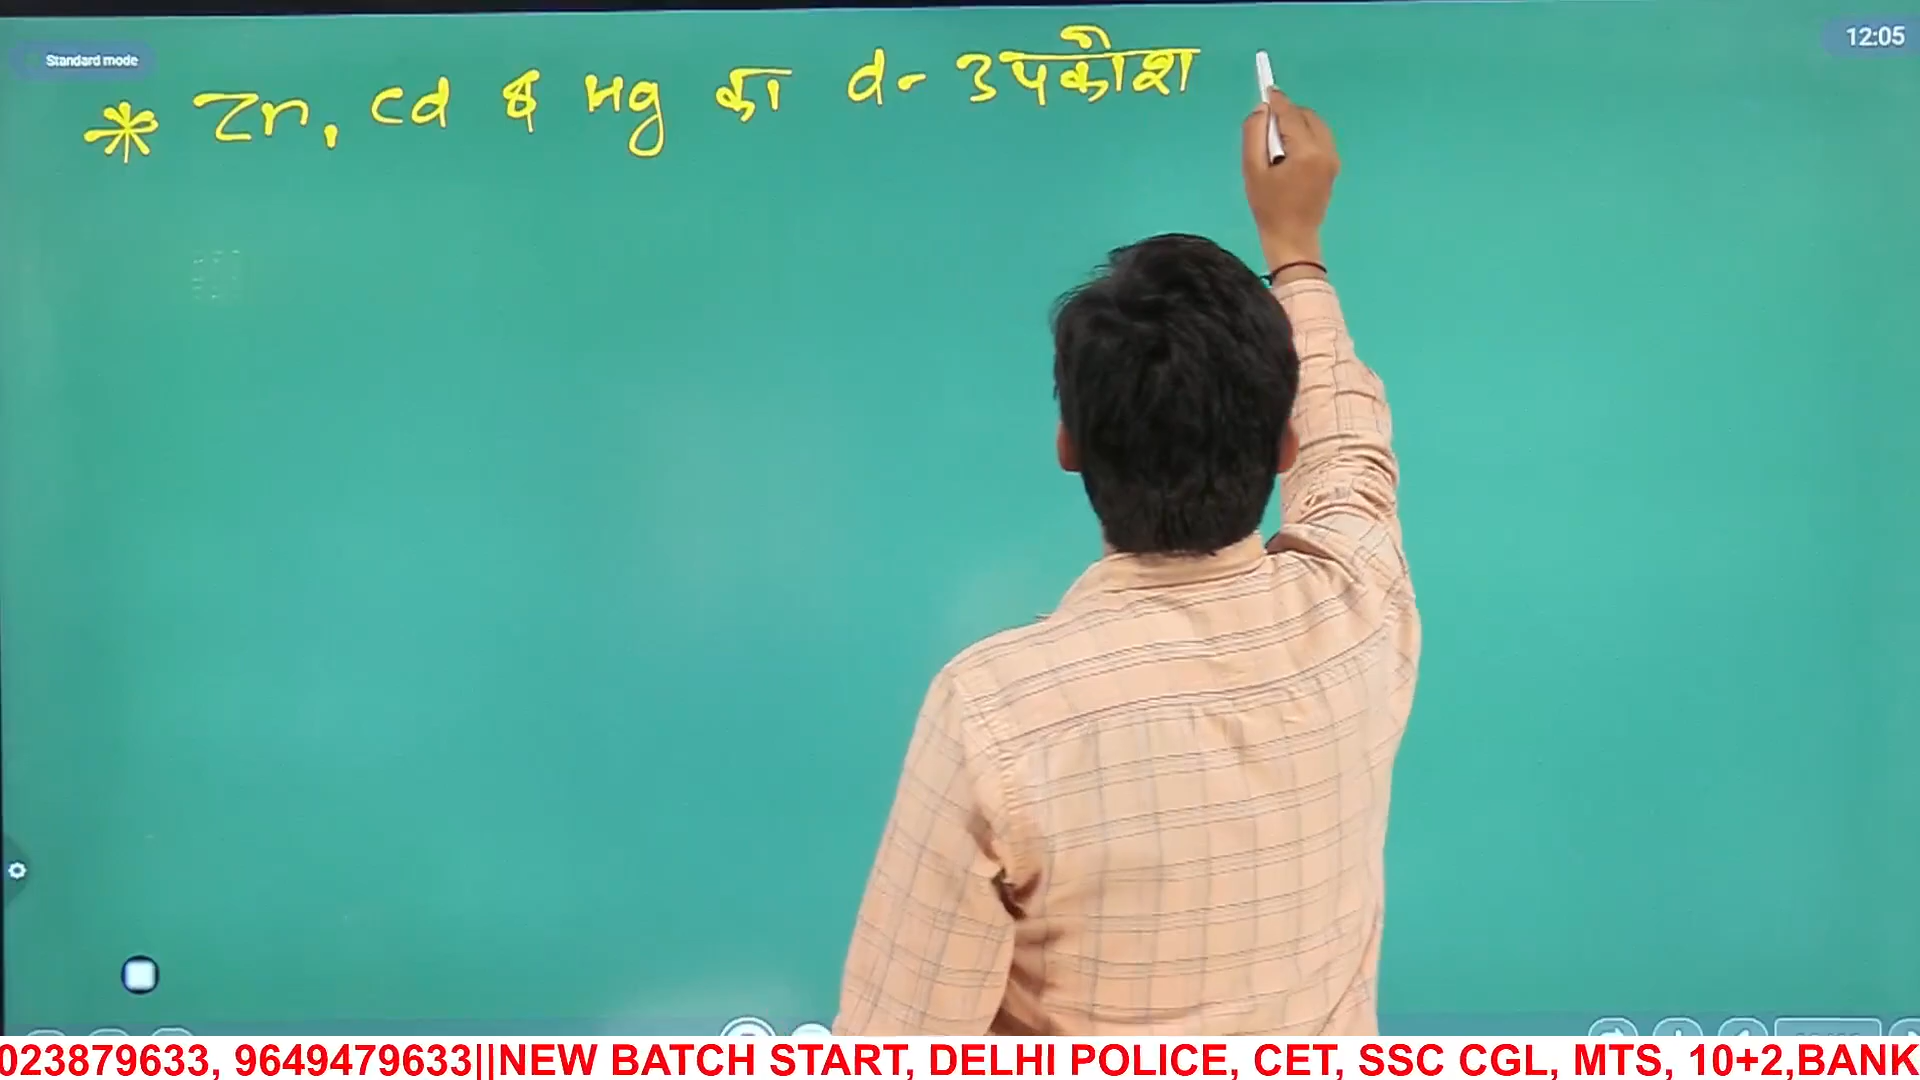 Standard mode
12:05
* Zn, Cd व Hg का d- उपकोश
023879633, 9649479633||NEW BATCH START, DELHI POLICE, CET, SSC CGL, MTS, 10+2,BANK